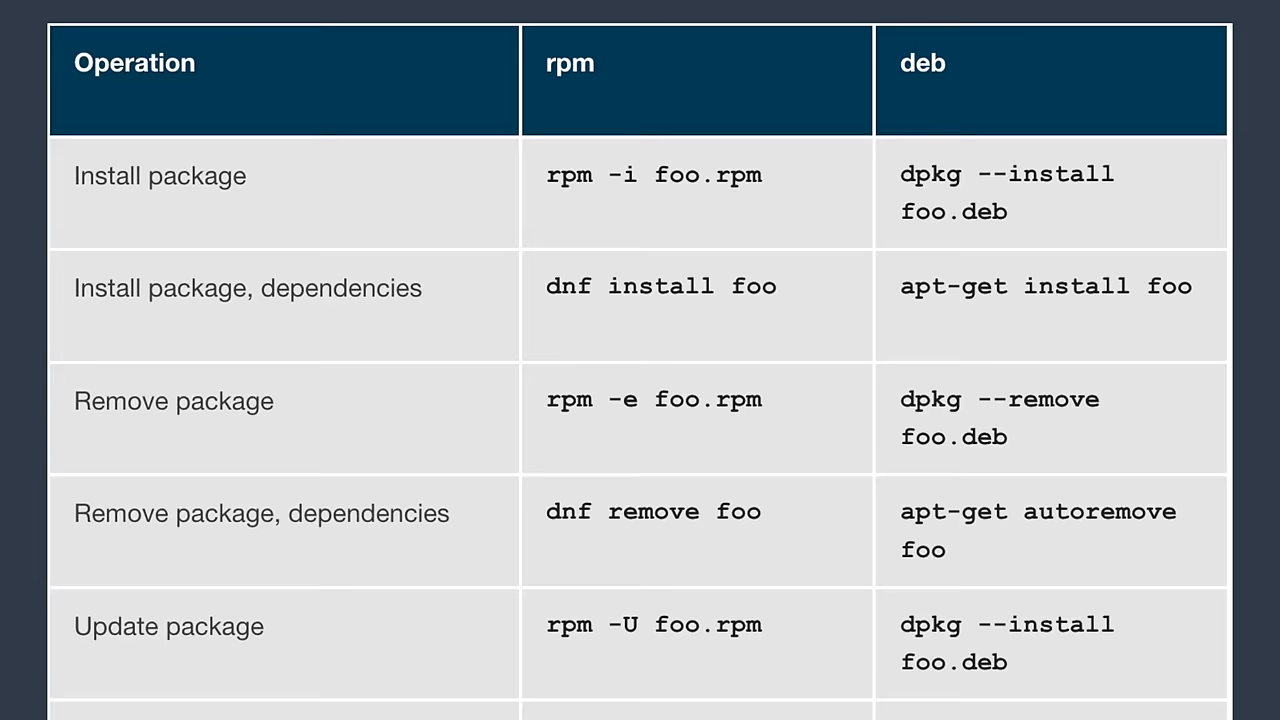 Operation
rpm
deb
Install package
rpm -i foo.rpm
dpkg --install
foo.deb
Install package, dependencies
dnf install foo
apt-get install foo
Remove package
rpm -e foo.rpm
dpkg --remove
foo.deb
Remove package, dependencies
dnf remove foo
apt-get autoremove
foo
Update package
rpm -U foo.rpm
dpkg --install
foo.deb